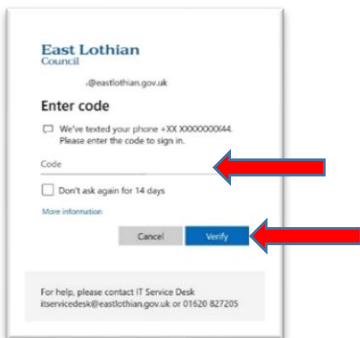 East Lothian
Council
.@eastlothian.gov.uk
Enter code
We've texted your phone +XX XXXXXXXX44.
Please enter the code to sign in.
Code
Don't ask again for 14 days
More information
Cancel Verify
For help, please contact IT Service Desk
itservicedesk@eastlothian.gov.uk or 01620 827205